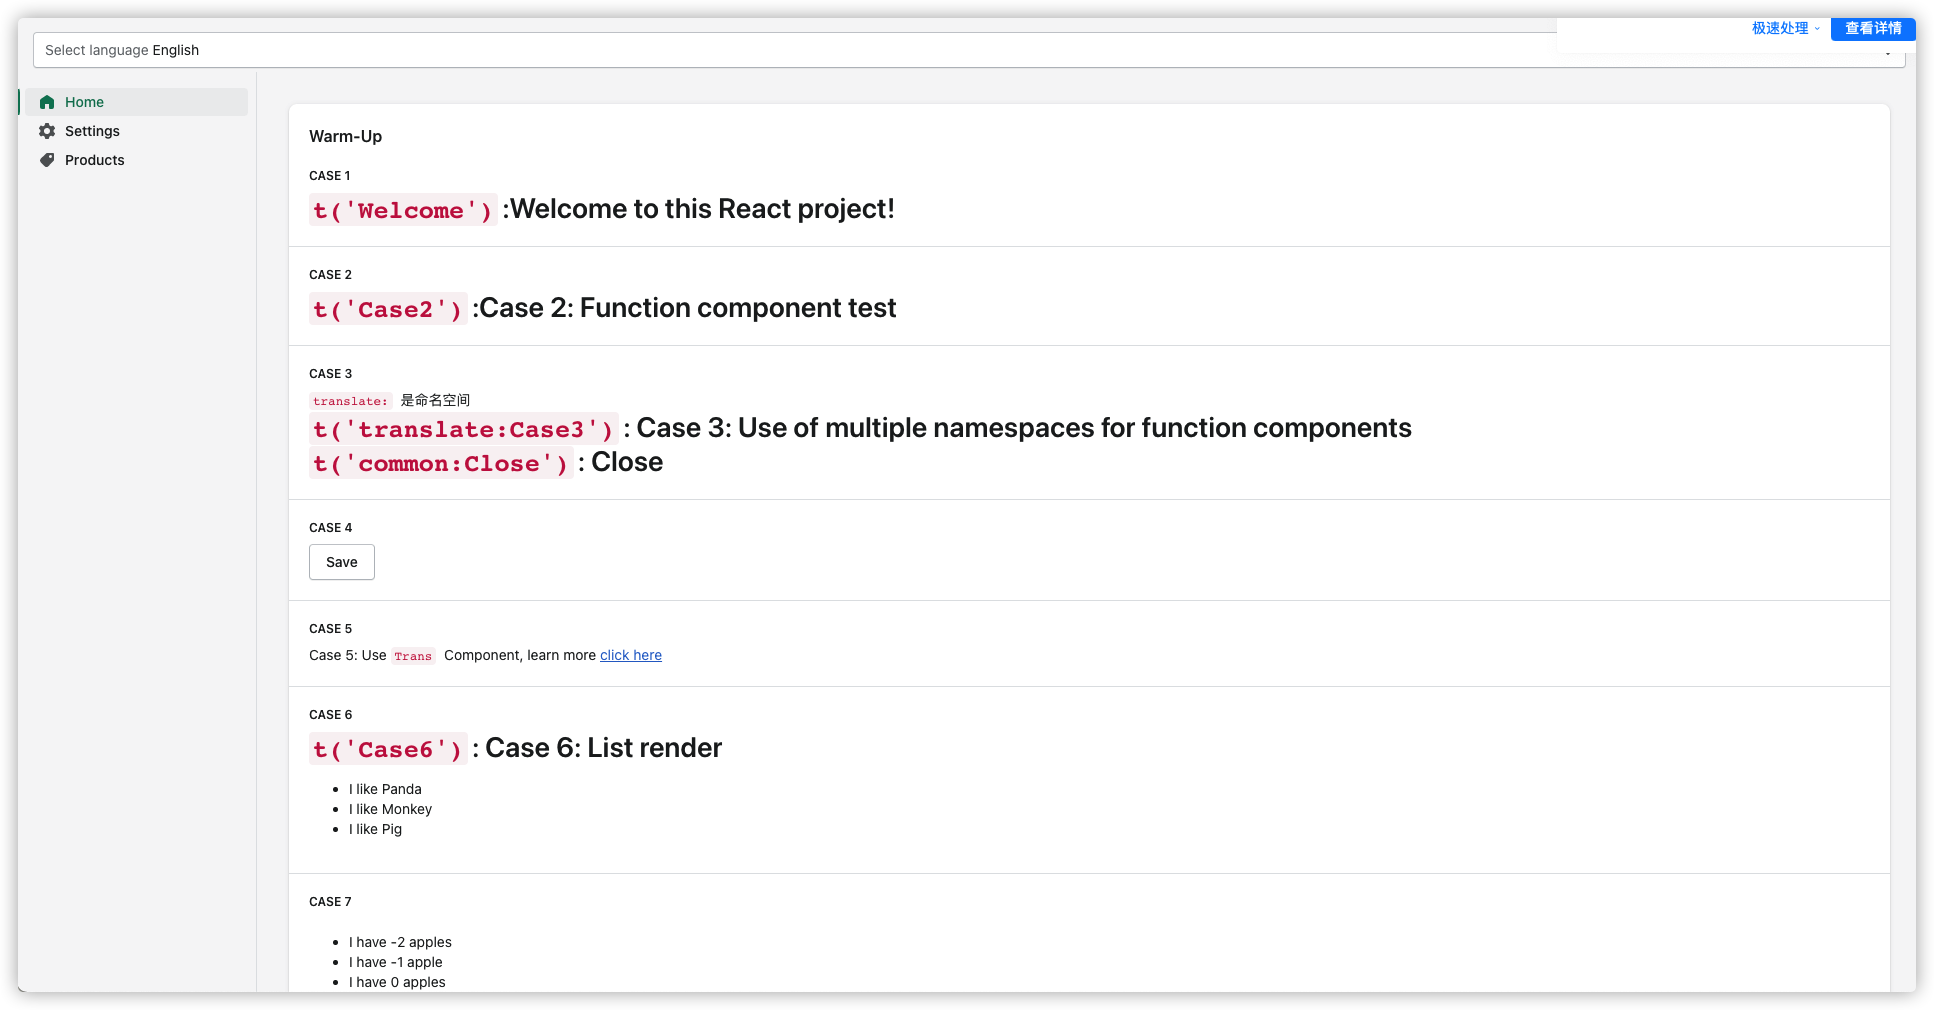 极速处理
查看详情
Select language English
Home
Settings
Products
Warm-Up
CASE 1
t('Welcome') :Welcome to this React project!
CASE 2
t('Case2') :Case 2: Function component test
CASE 3
translate: 是命名空间
t('translate:Case3') : Case 3: Use of multiple namespaces for function components
t('common:Close') : Close
CASE 4
Save
CASE 5
Case 5: Use Trans Component, learn more click here
CASE 6
t('Case6') : Case 6: List render
• I like Panda
• I like Monkey
• I like Pig
CASE 7
• I have -2 apples
• I have -1 apple
• I have 0 apples